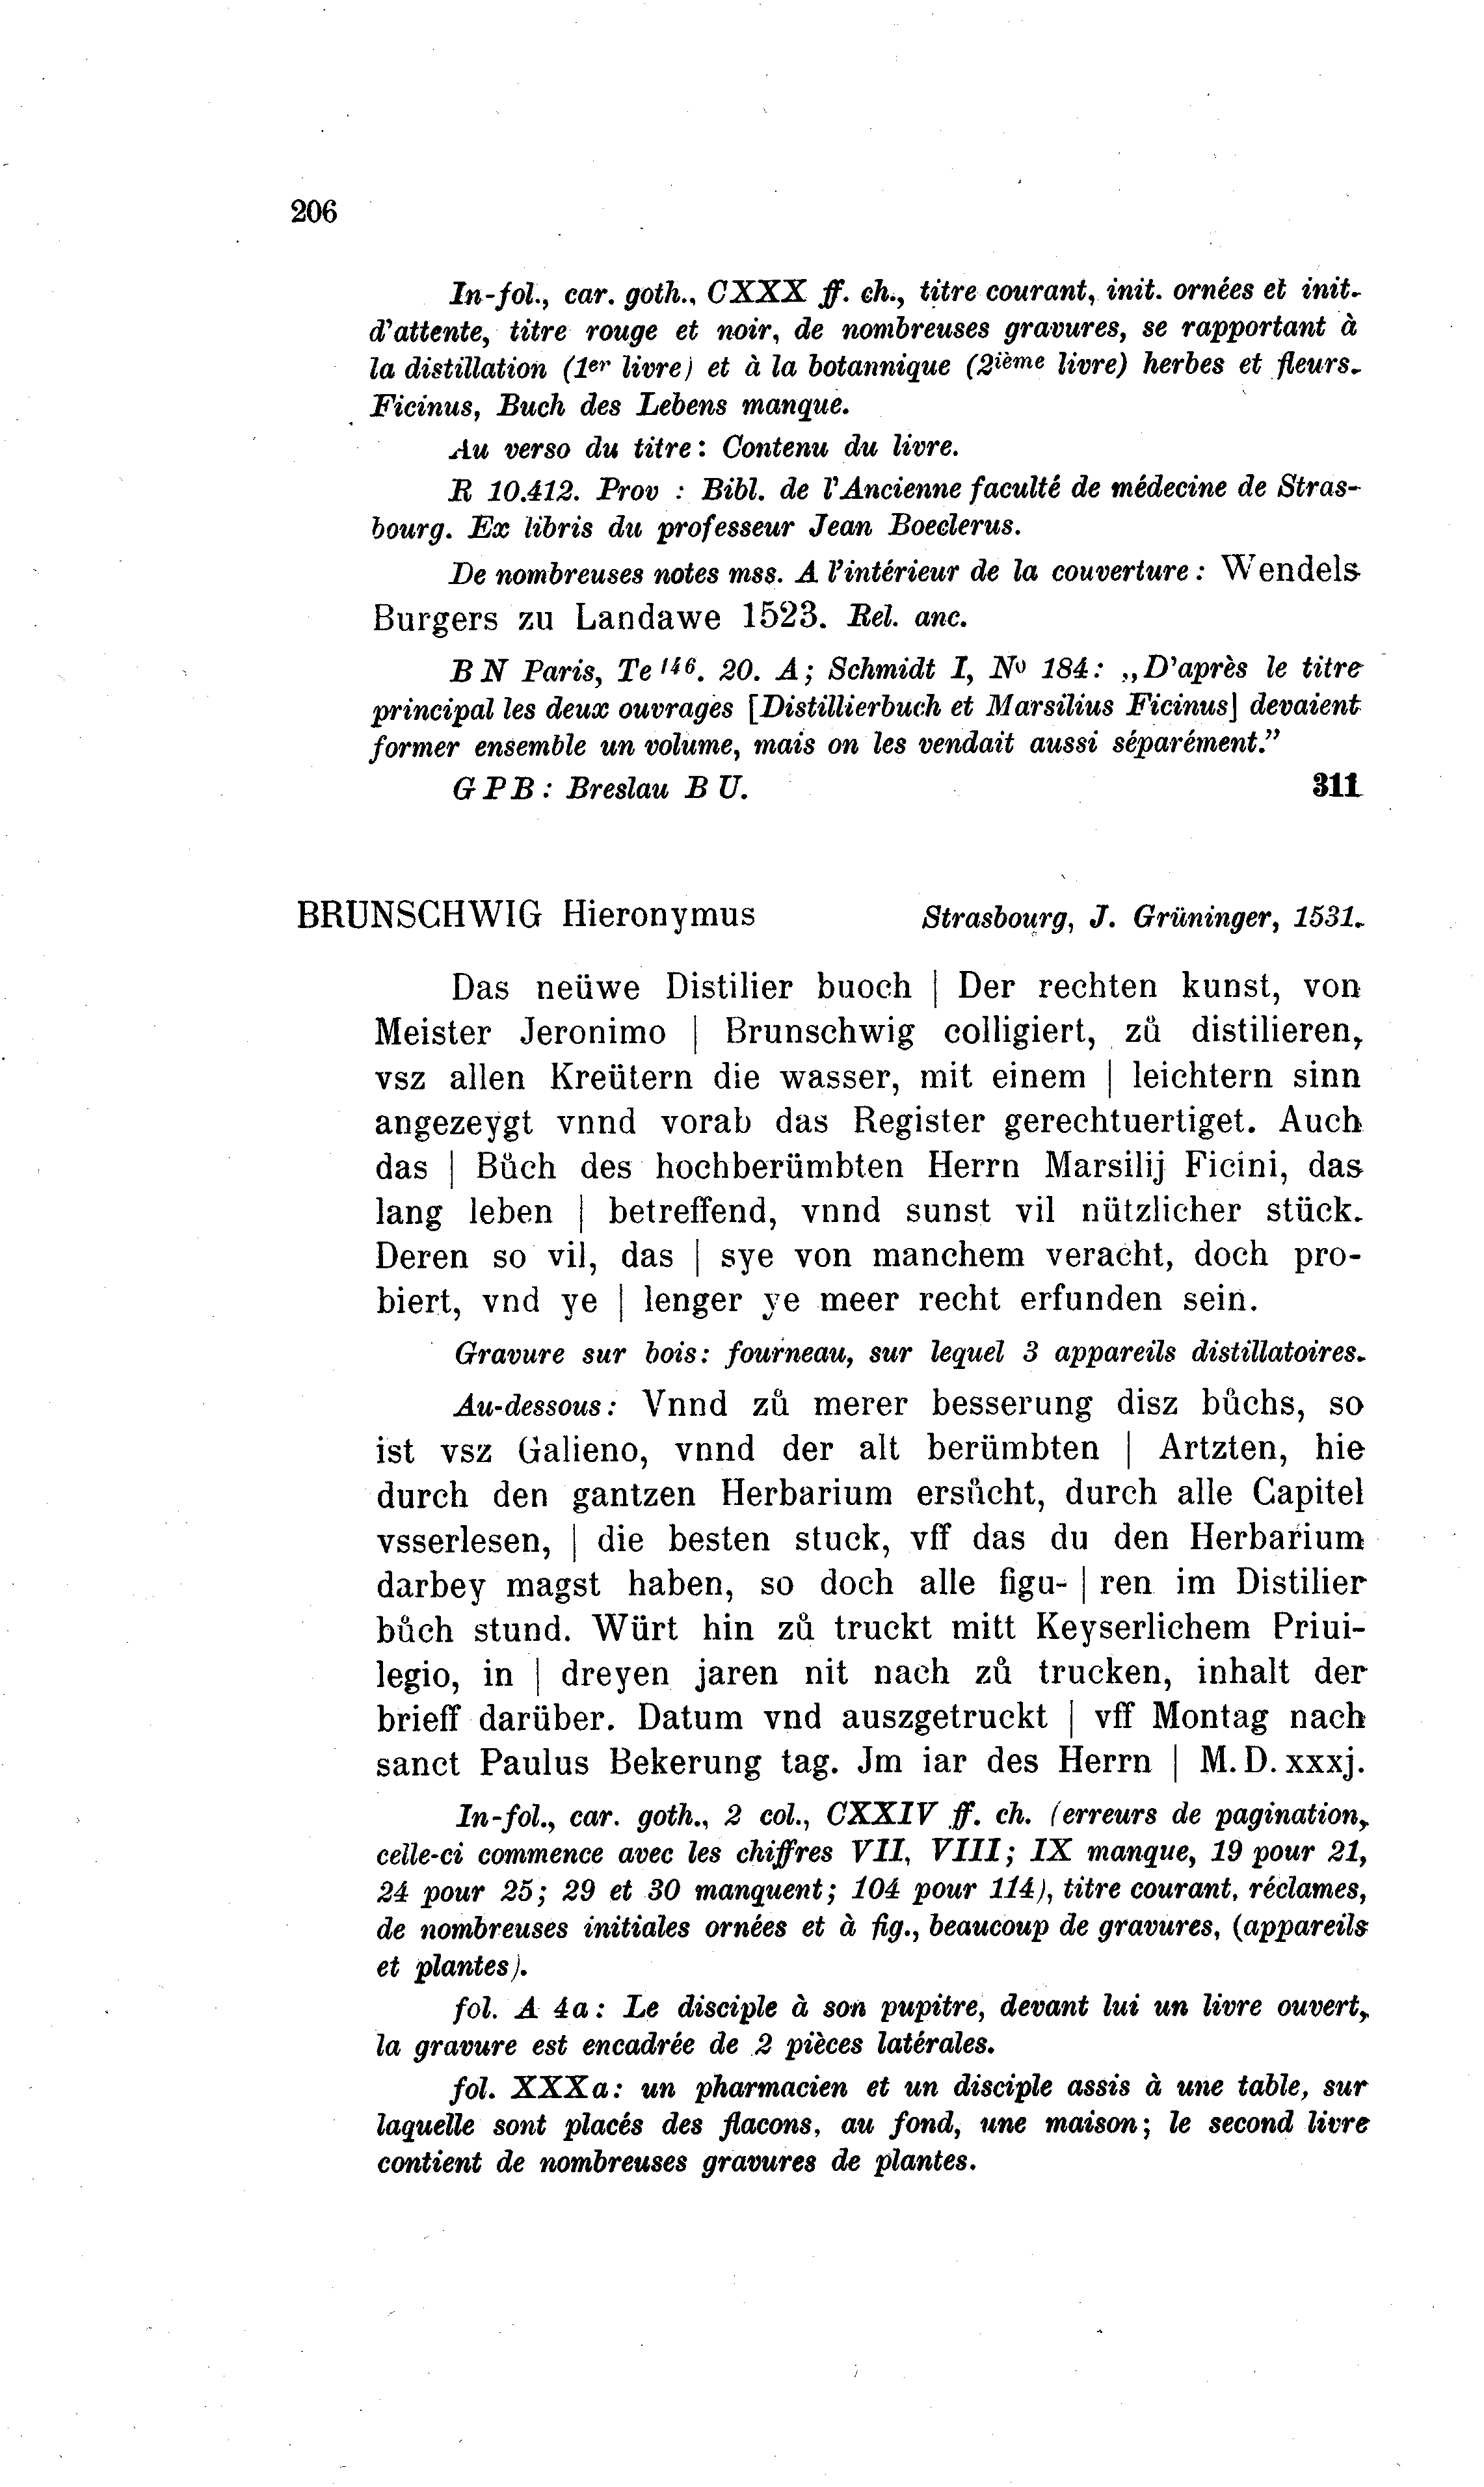 206
In-fol., car. goth., CXXX ff. ch., titre courant, init. ornées et init.
d'attente, titre rouge et noir, de nombreuses gravures, se rapportant à
la distillation (1er livre) et à la botannique (2ième livre) herbes et fleurs.
Ficinus, Buch des Lebens manque.
Au verso du titre: Contenu du livre.
R 10.412. Prov : Bibl. de l'Ancienne faculté de médecine de Stras-
bourg. Ex libris du professeur Jean Boeclerus.
De nombreuses notes mss. A l'intérieur de la couverture: Wendels
Burgers zu Landawe 1523. Rel. anc.
B N Paris, Te 146. 20. A; Schmidt I, No 184: „D'après le titre
principal les deux ouvrages [Distillierbuch et Marsilius Ficinus] devaient
former ensemble un volume, mais on les vendait aussi séparément.”
G P B: Breslau B U. 311
BRUNSCHWIG Hieronymus Strasbourg, J. Grüninger, 1531.
Das neüwe Distilier buoch | Der rechten kunst, von
Meister Jeronimo | Brunschwig colligiert, zů distilieren,
vsz allen Kreütern die wasser, mit einem | leichtern sinn
angezeygt vnnd vorab das Register gerechtuertiget. Auch
das | Bůch des hochberümbten Herrn Marsilij Ficini, das
lang leben | betreffend, vnnd sunst vil nützlicher stück.
Deren so vil, das | sye von manchem veracht, doch pro-
biert, vnd ye | lenger ye meer recht erfunden sein.
Gravure sur bois: fourneau, sur lequel 3 appareils distillatoires.
Au-dessous: Vnnd zů merer besserung disz bůchs, so
ist vsz Galieno, vnnd der alt berümbten | Artzten, hie
durch den gantzen Herbarium ersůcht, durch alle Capitel
vsserlesen, | die besten stuck, vff das du den Herbarium
darbey magst haben, so doch alle figu- | ren im Distilier
bůch stund. Würt hin zů truckt mitt Keyserlichem Priui-
legio, in | dreyen jaren nit nach zů trucken, inhalt der
brieff darüber. Datum vnd auszgetruckt | vff Montag nach
sanct Paulus Bekerung tag. Jm iar des Herrn | M. D. xxxj.
In-fol., car. goth., 2 col., CXXIV ff. ch. (erreurs de pagination,
celle-ci commence avec les chiffres VII, VIII; IX manque, 19 pour 21,
24 pour 25; 29 et 30 manquent; 104 pour 114), titre courant, réclames,
de nombreuses initiales ornées et à fig., beaucoup de gravures, (appareils
et plantes).
fol. A 4a: Le disciple à son pupitre, devant lui un livre ouvert,
la gravure est encadrée de 2 pièces latérales.
fol. XXXa: un pharmacien et un disciple assis à une table, sur
laquelle sont placés des flacons, au fond, une maison; le second livre
contient de nombreuses gravures de plantes.